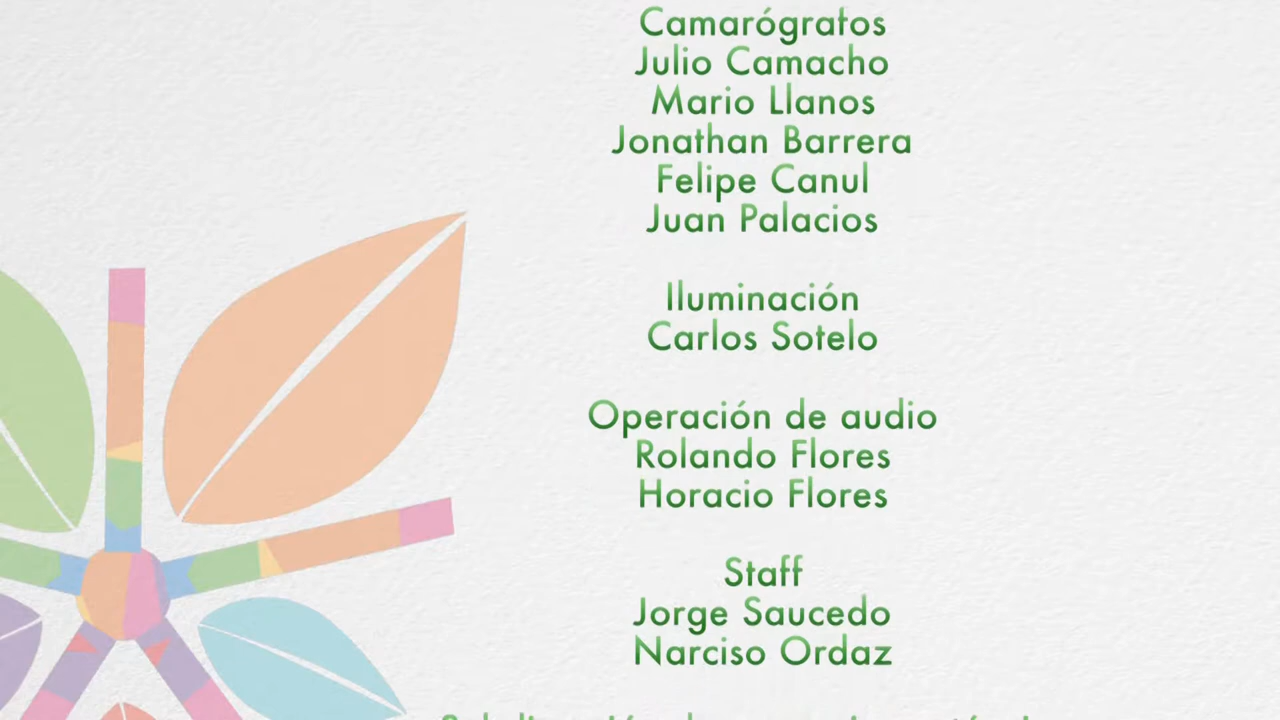 Camarógrafos
Julio Camacho
Mario Llanos
Jonathan Barrera
Felipe Canul
Juan Palacios
Iluminación
Carlos Sotelo
Operación de audio
Rolando Flores
Horacio Flores
Staff
Jorge Saucedo
Narciso Ordaz